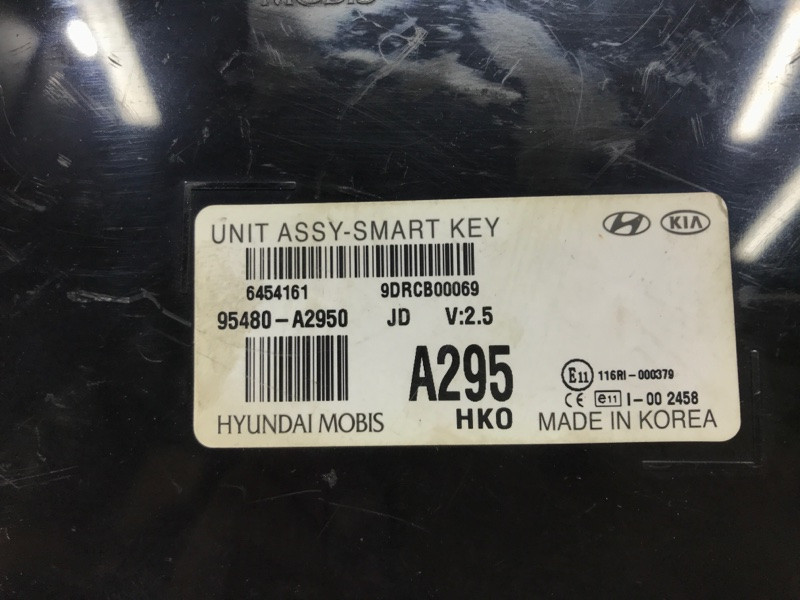 MOBIS
UNIT ASSY-SMART KEY
KIA
6454161 9DRCB00069
95480-A2950 JD V:2.5
A295
E11 116RI-000379
CE e11 I-00 2458
HYUNDAI MOBIS HKO MADE IN KOREA